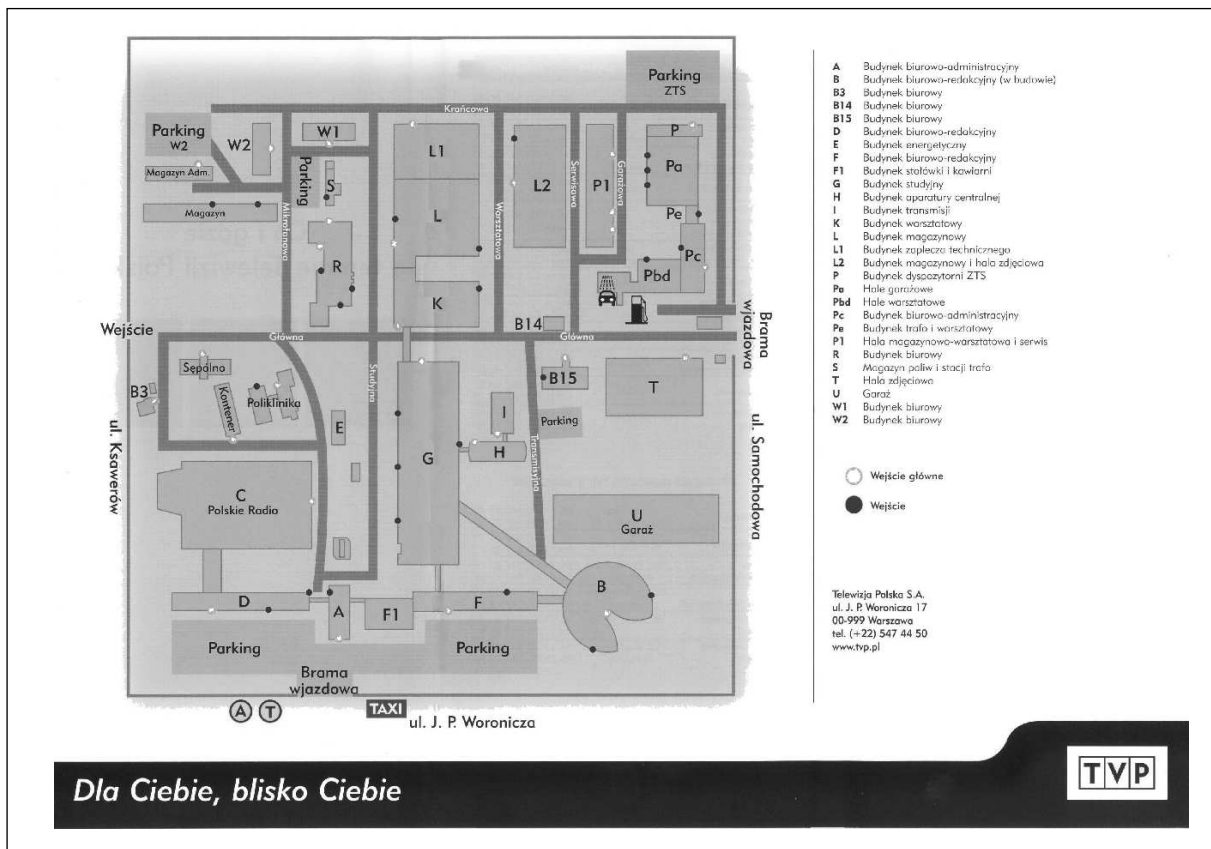 Parking
ZTS
Krańcowa
Parking
W2
W2
W1
Magazyn Adm.
Magazyn
Mikrofonowa
Parking
S
R
L1
L
K
Warsztatowa
L2
Serwisowa
P1
Garażowa
P
Pa
Pe
Pc
Pbd
B14
Wejście
Główna
Główna
Brama
wjazdowa
Sępolno
Kontener
Poliklinika
B3
E
Studyjna
G
I
H
Transmisyjna
B15
Parking
T
ul. Ksawerów
ul. Samochodowa
C
Polskie Radio
U
Garaż
D
A
F1
F
B
Parking
Parking
Brama
wjazdowa
A
T
TAXI
ul. J. P. Woronicza
A Budynek biurowo-administracyjny
B Budynek biurowo-redakcyjny (w budowie)
B3 Budynek biurowy
B14 Budynek biurowy
B15 Budynek biurowy
D Budynek biurowo-redakcyjny
E Budynek energetyczny
F Budynek biurowo-redakcyjny
F1 Budynek stołówki i kawiarni
G Budynek studyjny
H Budynek aparatury centralnej
I Budynek transmisji
K Budynek warsztatowy
L Budynek magazynowy
L1 Budynek zaplecza technicznego
L2 Budynek magazynowy i hala zdjęciowa
P Budynek dyspozytorni ZTS
Pa Hale garażowe
Pbd Hale warsztatowe
Pc Budynek biurowo-administracyjny
Pe Budynek trafo i warsztatowy
P1 Hala magazynowo-warsztatowa i serwis
R Budynek biurowy
S Magazyn paliw i stacji trafo
T Hala zdjęciowa
U Garaż
W1 Budynek biurowy
W2 Budynek biurowy
Wejście główne
Wejście
Telewizja Polska S.A.
ul. J. P. Woronicza 17
00-999 Warszawa
tel. (+22) 547 44 50
www.tvp.pl
Dla Ciebie, blisko Ciebie
TVP